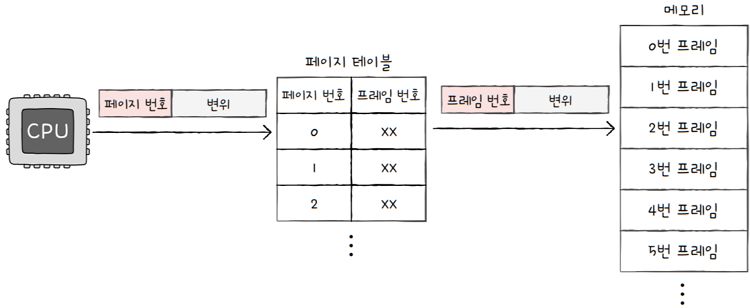 메모리
0번 프레임
페이지 테이블
1번 프레임
페이지 번호 변위
페이지 번호 프레임 번호
프레임 번호 변위
CPU
0 XX
2번 프레임
1 XX
3번 프레임
2 XX
4번 프레임
5번 프레임